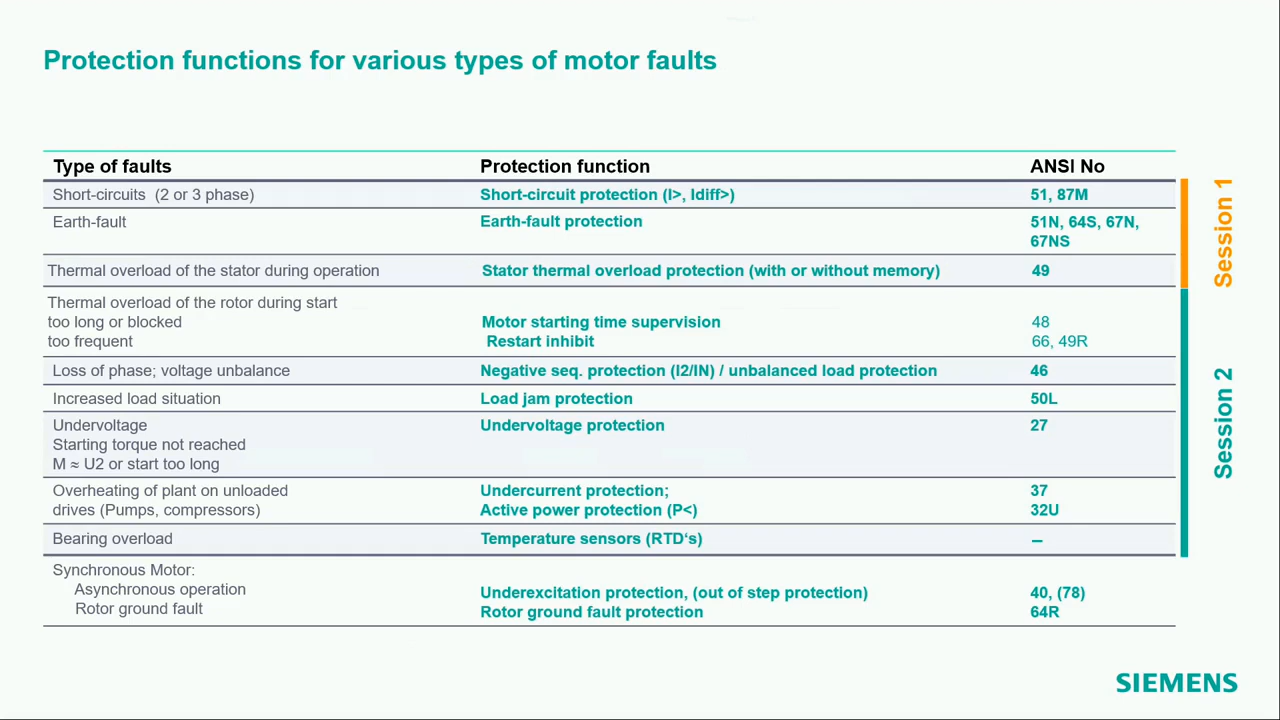 Protection functions for various types of motor faults
Type of faults Protection function ANSI No
Short-circuits (2 or 3 phase) Short-circuit protection (I>, Idiff>) 51, 87M
Earth-fault Earth-fault protection 51N, 64S, 67N,
67NS
Thermal overload of the stator during operation Stator thermal overload protection (with or without memory) 49
Thermal overload of the rotor during start
too long or blocked Motor starting time supervision 48
too frequent Restart inhibit 66, 49R
Loss of phase; voltage unbalance Negative seq. protection (I2/IN) / unbalanced load protection 46
Increased load situation Load jam protection 50L
Undervoltage Undervoltage protection 27
Starting torque not reached
M ≈ U2 or start too long
Overheating of plant on unloaded Undercurrent protection; 37
drives (Pumps, compressors) Active power protection (P<) 32U
Bearing overload Temperature sensors (RTD‘s) –
Synchronous Motor:
Asynchronous operation Underexcitation protection, (out of step protection) 40, (78)
Rotor ground fault Rotor ground fault protection 64R
Session 1
Session 2
SIEMENS